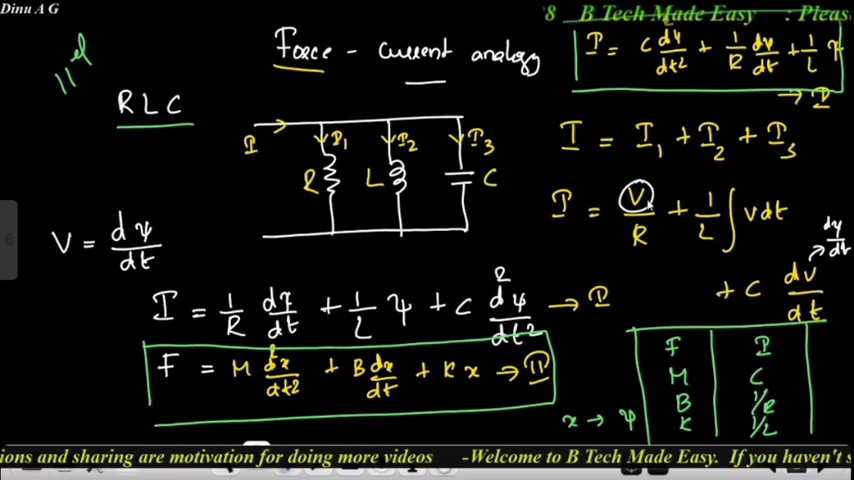 Dinu A G
8 B Tech Made Easy : Pleas
11el
Force - current analogy
I = C d²ψ/dt² + 1/R dψ/dt + 1/L ψ
→ I
RLC
I
I1 I2 I3
R L C
I = I1 + I2 + I3
I = V/R + 1/L ∫ v dt
+ C dv/dt
dψ/dt
V = dψ/dt
I = 1/R dψ/dt + 1/L ψ + C d²ψ/dt² → I
F = M d²x/dt² + B dx/dt + K x → II
F I
M C
B 1/R
K 1/L
x → ψ
ions and sharing are motivation for doing more videos -Welcome to B Tech Made Easy. If you haven't s